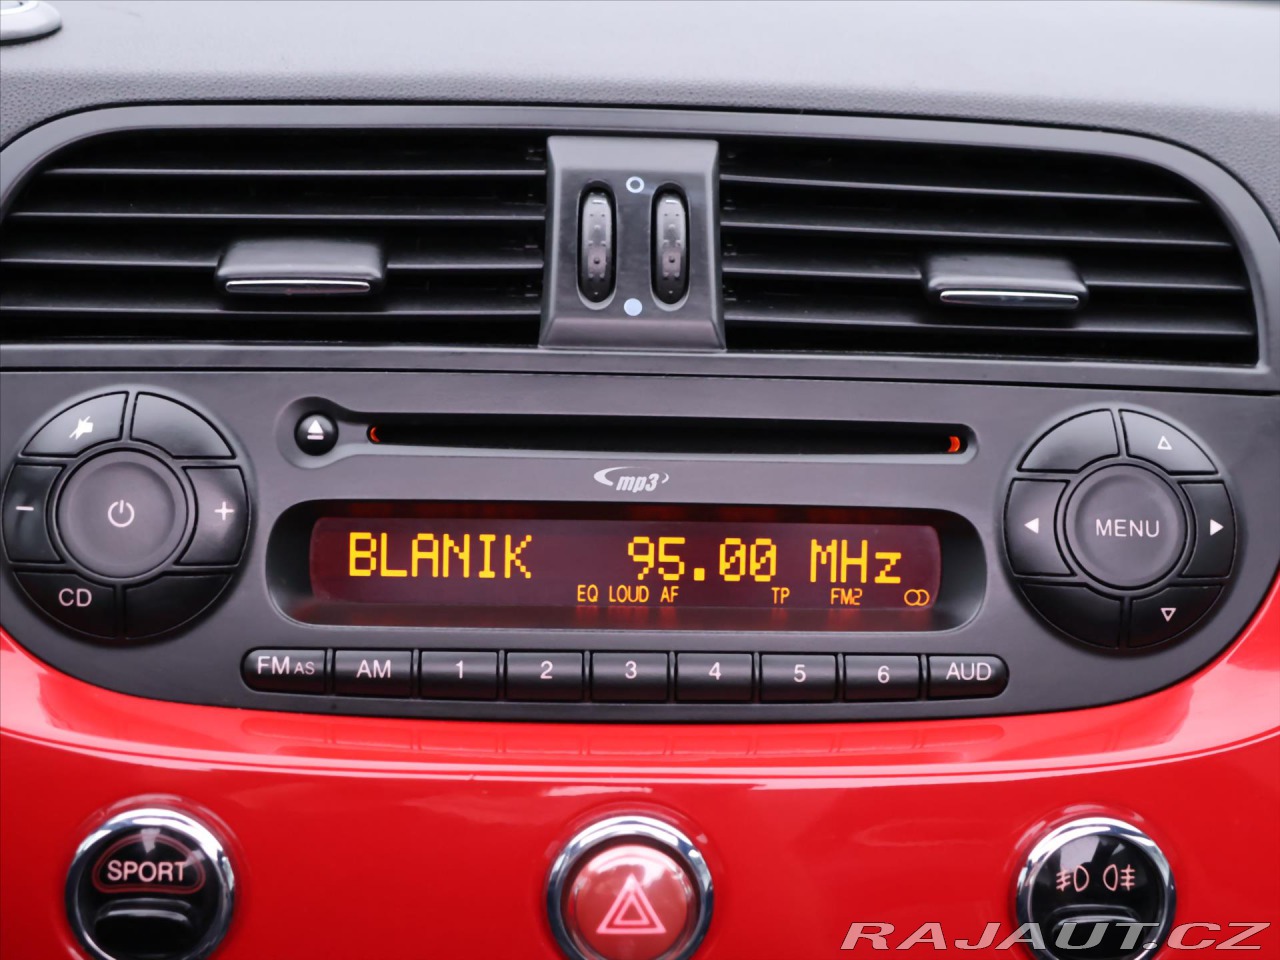 mp3
BLANIK 95.00 MHz
EQ LOUD AF TP FM2
MENU
CD
FM AS AM 1 2 3 4 5 6 AUD
SPORT
RAJAUT.CZ